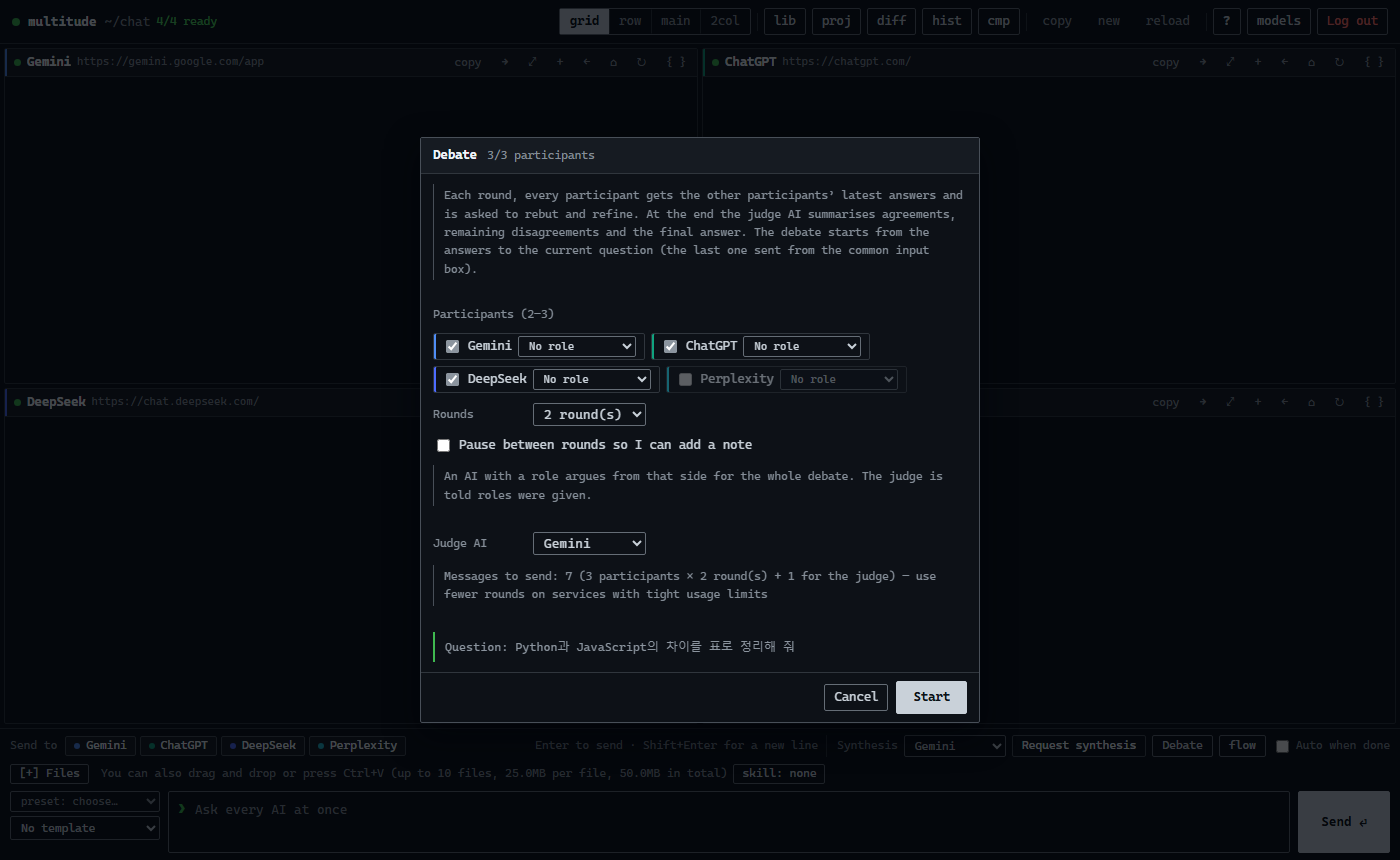 multitude ~/chat 4/4 ready
grid row main 2col lib proj diff hist cmp copy new reload ? models Log out
Gemini https://gemini.google.com/app copy
ChatGPT https://chatgpt.com/ copy
Debate 3/3 participants
Each round, every participant gets the other participants’ latest answers and
is asked to rebut and refine. At the end the judge AI summarises agreements,
remaining disagreements and the final answer. The debate starts from the
answers to the current question (the last one sent from the common input
box).
Participants (2–3)
Gemini No role ChatGPT No role
DeepSeek No role Perplexity No role
DeepSeek https://chat.deepseek.com/ copy
Rounds 2 round(s)
Pause between rounds so I can add a note
An AI with a role argues from that side for the whole debate. The judge is
told roles were given.
Judge AI Gemini
Messages to send: 7 (3 participants × 2 round(s) + 1 for the judge) — use
fewer rounds on services with tight usage limits
Question: Python과 JavaScript의 차이를 표로 정리해 줘
Cancel Start
Send to Gemini ChatGPT DeepSeek Perplexity Enter to send · Shift+Enter for a new line Synthesis Gemini Request synthesis Debate flow Auto when done
[+] Files You can also drag and drop or press Ctrl+V (up to 10 files, 25.0MB per file, 50.0MB in total) skill: none
preset: choose…
Ask every AI at once
No template
Send ⏎